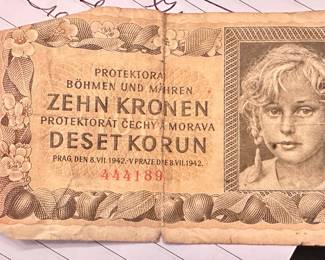 PROTEKTORAT
BÖHMEN UND MÄHREN
ZEHN KRONEN
PROTEKTORÁT ČECHY A MORAVA
DESET KORUN
PRAG, DEN 8. VII. 1942. · V PRAZE DNE 8. VII. 1942.
444189